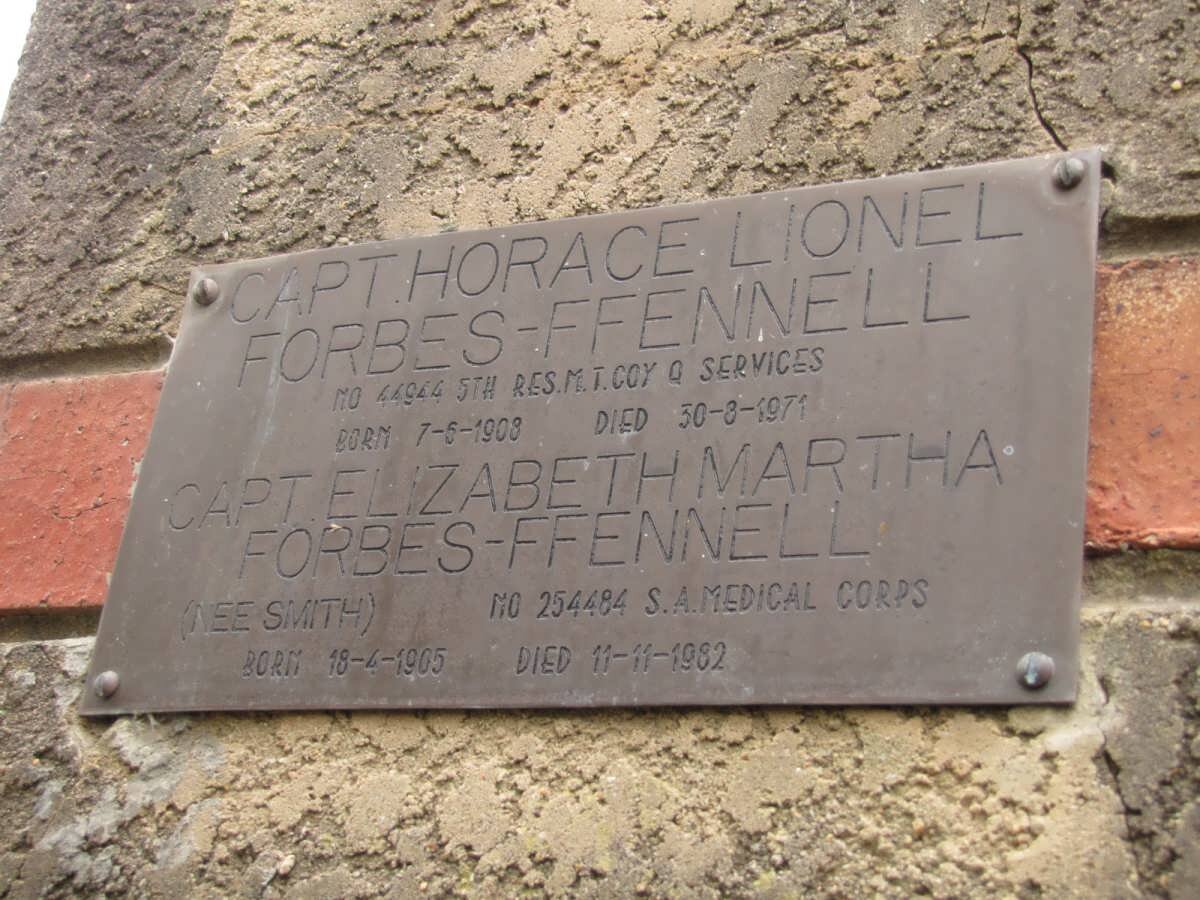 CAPT. HORACE LIONEL
FORBES-FFENNELL
NO 44944 5TH RES. M.T. COY Q SERVICES
BORN 7-6-1908 DIED 30-8-1971
CAPT. ELIZABETH MARTHA
FORBES-FFENNELL
(NEE SMITH) NO 254484 S.A. MEDICAL CORPS
BORN 18-4-1905 DIED 11-11-1982